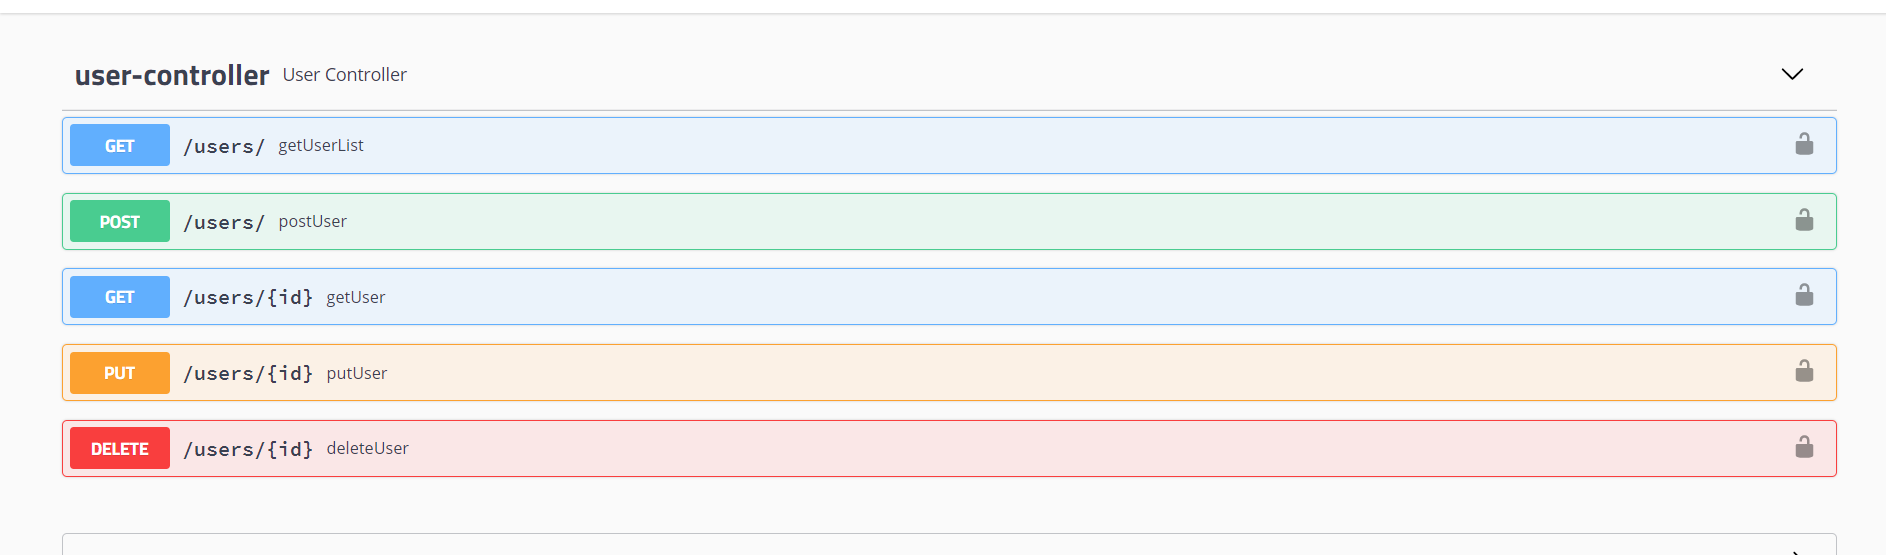 user-controller User Controller
GET /users/ getUserList
POST /users/ postUser
GET /users/{id} getUser
PUT /users/{id} putUser
DELETE /users/{id} deleteUser